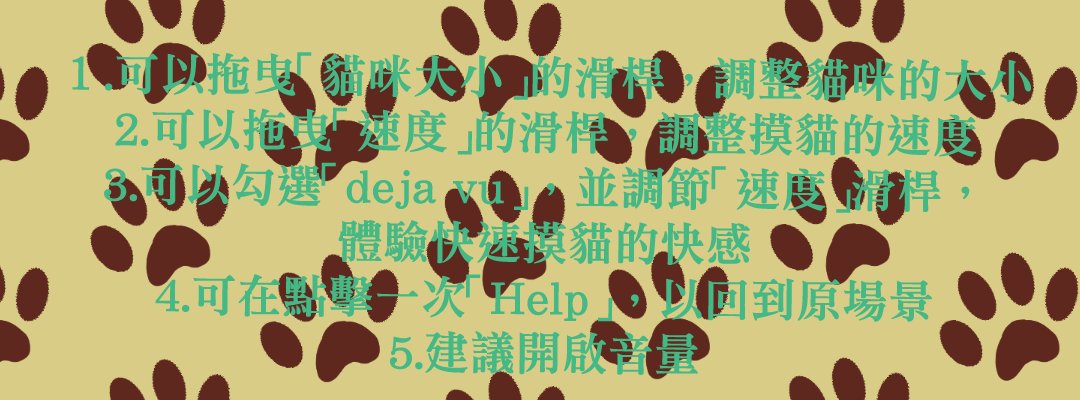 1.可以拖曳「貓咪大小」的滑桿，調整貓咪的大小
2.可以拖曳「速度」的滑桿，調整摸貓的速度
3.可以勾選「deja vu」，並調節「速度」滑桿，
體驗快速摸貓的快感
4.可在點擊一次「Help」，以回到原場景
5.建議開啟音量